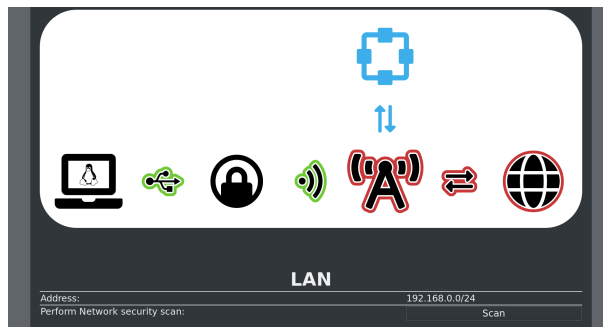 LAN
Address: 192.168.0.0/24
Perform Network security scan: Scan